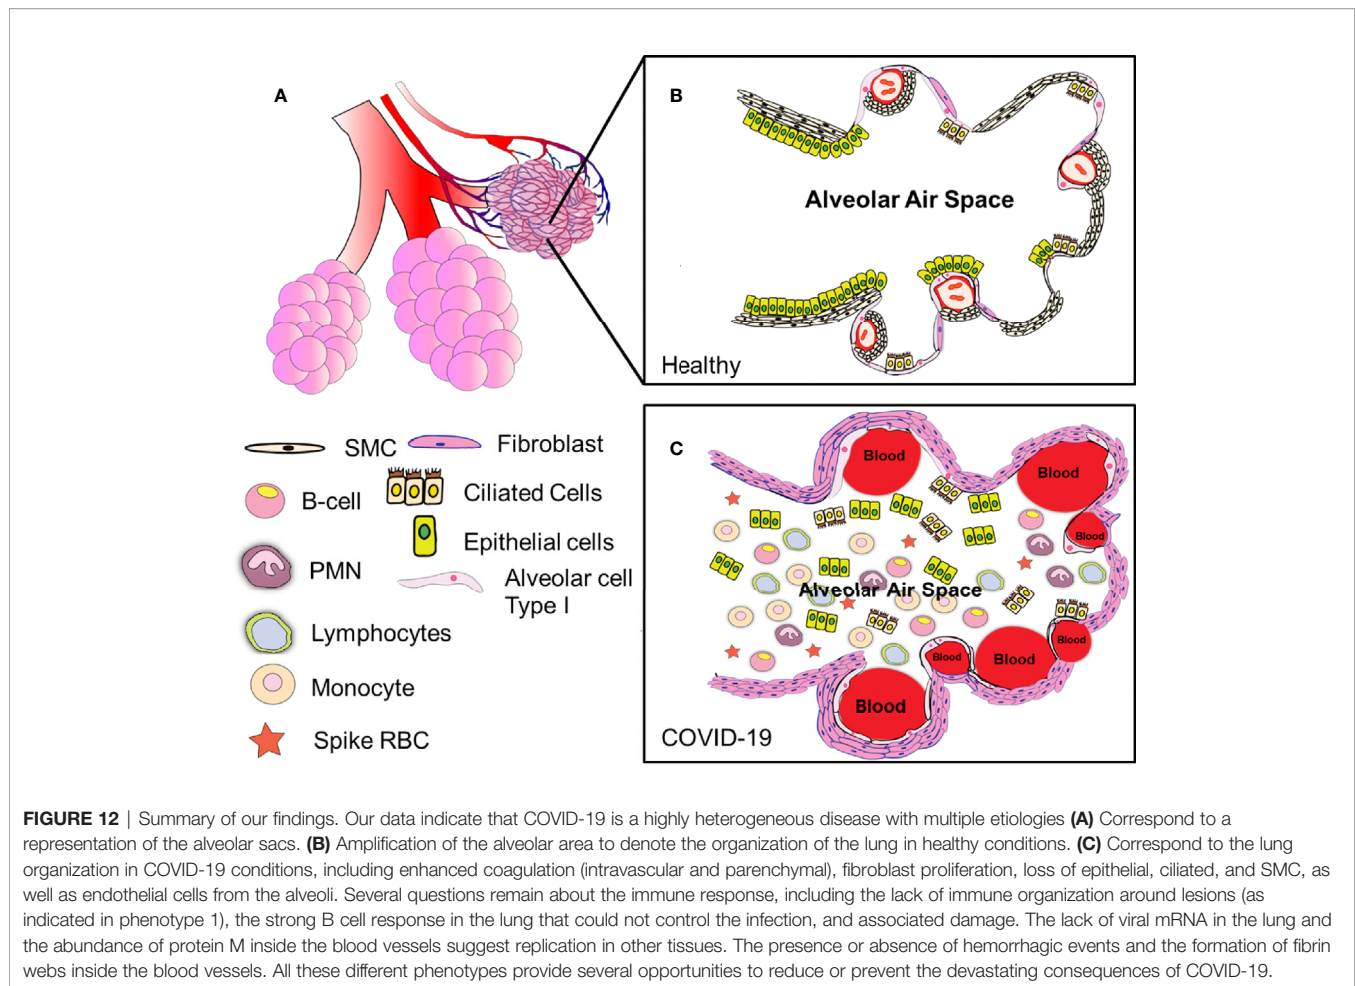 A
B
Alveolar Air Space
Healthy
SMC
Fibroblast
B-cell
Ciliated Cells
Epithelial cells
PMN
Alveolar cell
Type I
Lymphocytes
Monocyte
Spike RBC
C
Blood
Blood
Blood
Alveolar Air Space
Blood
Blood
Blood
Blood
COVID-19
FIGURE 12 | Summary of our findings. Our data indicate that COVID-19 is a highly heterogeneous disease with multiple etiologies (A) Correspond to a
representation of the alveolar sacs. (B) Amplification of the alveolar area to denote the organization of the lung in healthy conditions. (C) Correspond to the lung
organization in COVID-19 conditions, including enhanced coagulation (intravascular and parenchymal), fibroblast proliferation, loss of epithelial, ciliated, and SMC, as
well as endothelial cells from the alveoli. Several questions remain about the immune response, including the lack of immune organization around lesions (as
indicated in phenotype 1), the strong B cell response in the lung that could not control the infection, and associated damage. The lack of viral mRNA in the lung and
the abundance of protein M inside the blood vessels suggest replication in other tissues. The presence or absence of hemorrhagic events and the formation of fibrin
webs inside the blood vessels. All these different phenotypes provide several opportunities to reduce or prevent the devastating consequences of COVID-19.